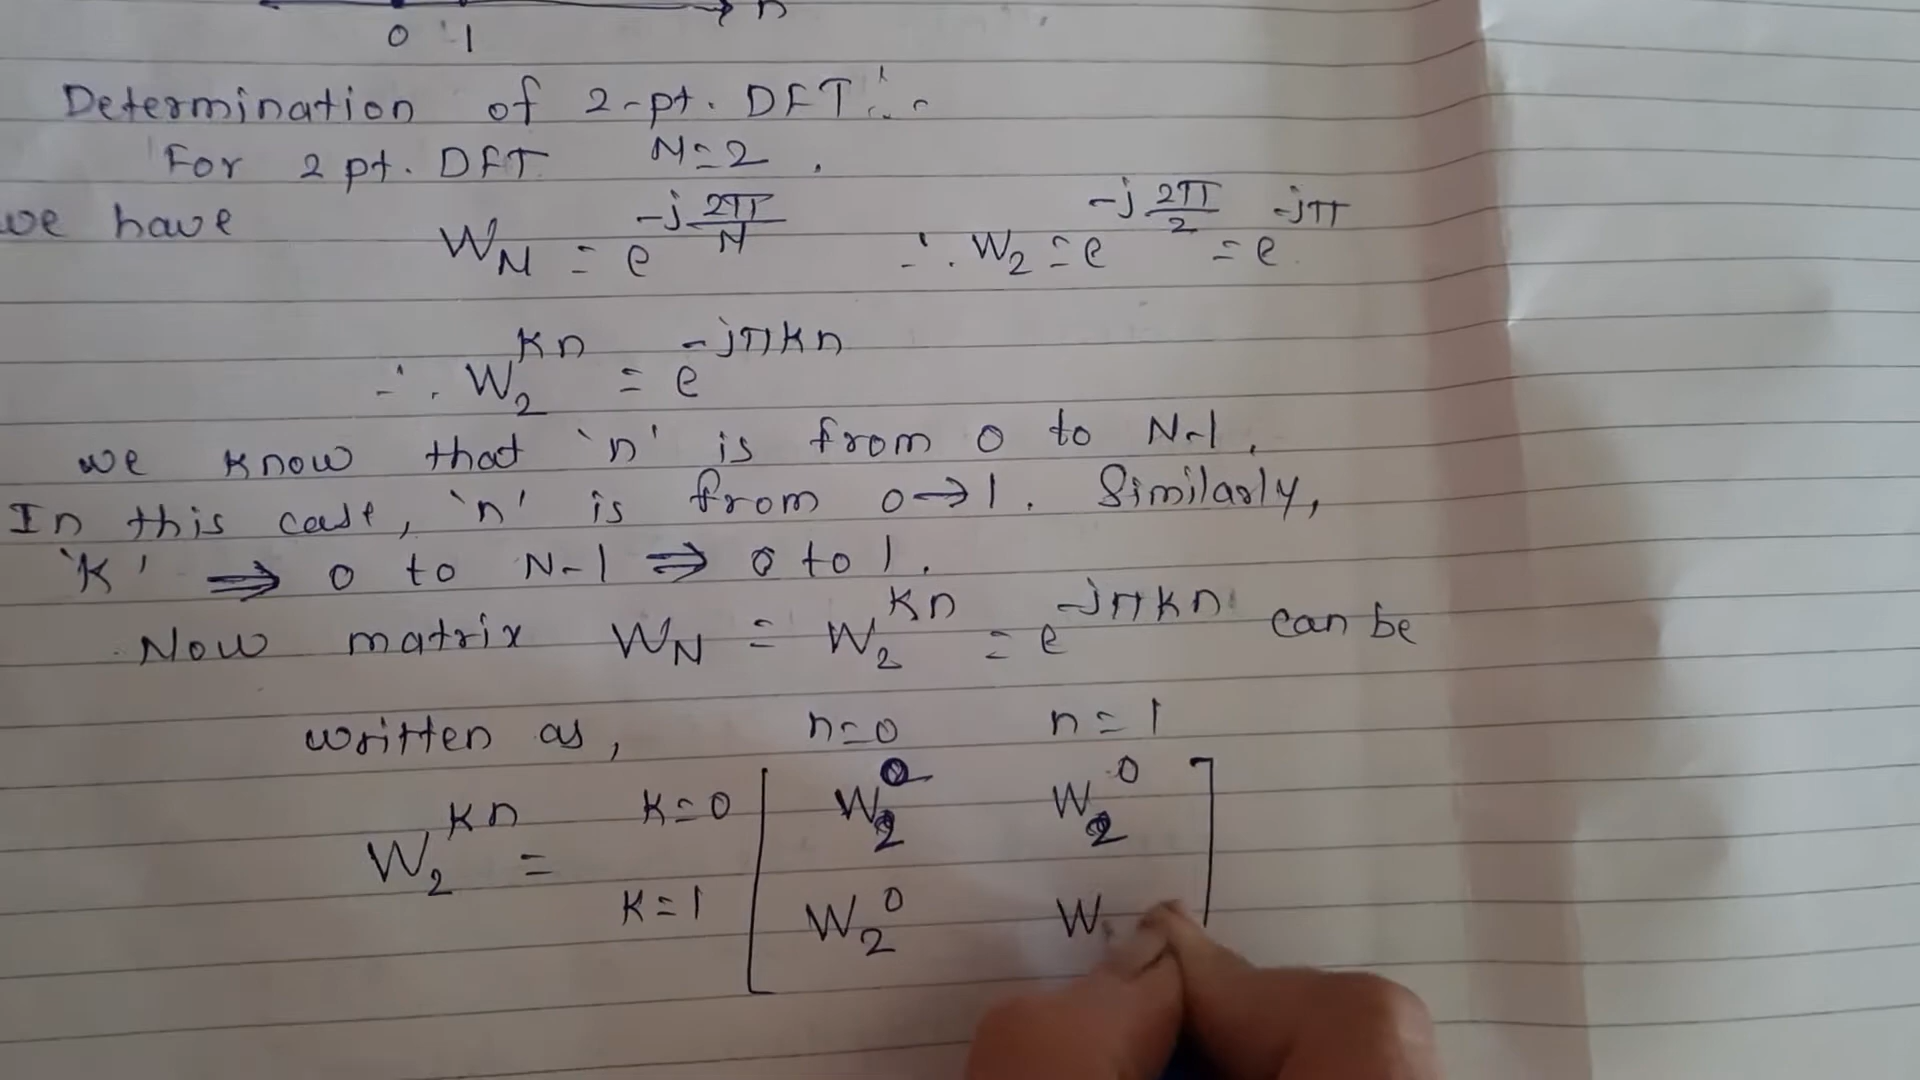 n
0 1
Determination of 2-pt. DFT :-
For 2 pt. DFT N=2,
we have W_N = e^{-j 2π/N} ∴ W_2 = e^{-j 2π/2} = e^{-jπ}
∴ W_2^{kn} = e^{-jπkn}
we know that 'n' is from 0 to N-1.
In this case, 'n' is from 0→1. Similarly,
'K' ⇒ 0 to N-1 ⇒ 0 to 1.
Now matrix W_N = W_2^{kn} = e^{-jπkn} can be
written as, n=0 n=1
W_2^{kn} = K=0 [ W_2^0 W_2^0 ]
K=1 [ W_2^0 W